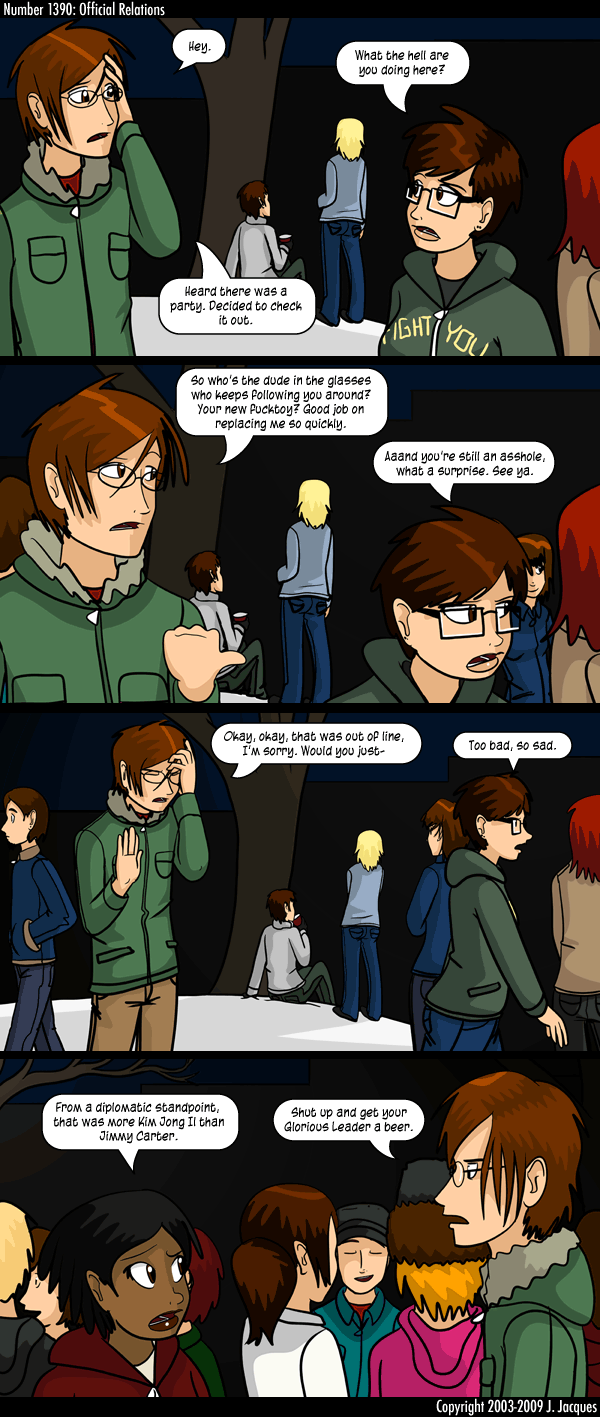 Number 1390: Official Relations
Hey.
What the hell are
you doing here?
Heard there was a
party. Decided to check
it out.
FIGHT YOU
So who's the dude in the glasses
who keeps following you around?
Your new fucktoy? Good job on
replacing me so quickly.
Aaand you're still an asshole,
what a surprise. See ya.
Okay, okay, that was out of line,
I'm sorry. Would you just-
Too bad, so sad.
From a diplomatic standpoint,
that was more Kim Jong Il than
Jimmy Carter.
Shut up and get your
Glorious Leader a beer.
Copyright 2003-2009 J. Jacques